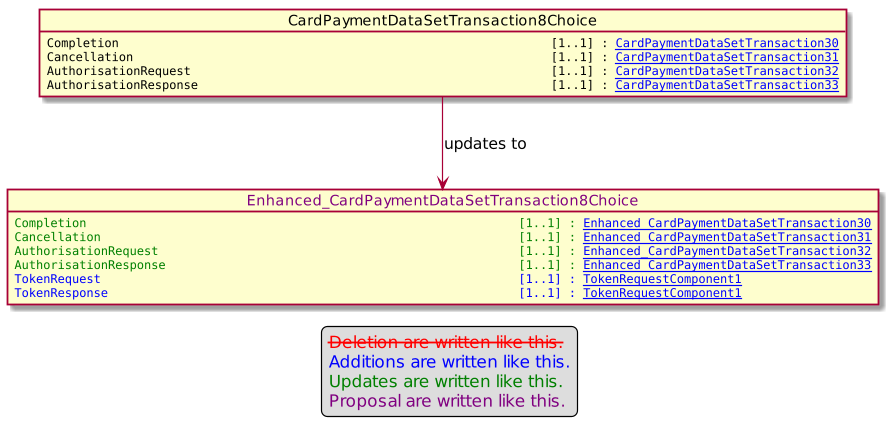 CardPaymentDataSetTransaction8Choice
Completion [1..1] : CardPaymentDataSetTransaction30
Cancellation [1..1] : CardPaymentDataSetTransaction31
AuthorisationRequest [1..1] : CardPaymentDataSetTransaction32
AuthorisationResponse [1..1] : CardPaymentDataSetTransaction33
updates to
Enhanced_CardPaymentDataSetTransaction8Choice
Completion [1..1] : Enhanced_CardPaymentDataSetTransaction30
Cancellation [1..1] : Enhanced_CardPaymentDataSetTransaction31
AuthorisationRequest [1..1] : Enhanced_CardPaymentDataSetTransaction32
AuthorisationResponse [1..1] : Enhanced_CardPaymentDataSetTransaction33
TokenRequest [1..1] : TokenRequestComponent1
TokenResponse [1..1] : TokenRequestComponent1
Deletion are written like this.
Additions are written like this.
Updates are written like this.
Proposal are written like this.